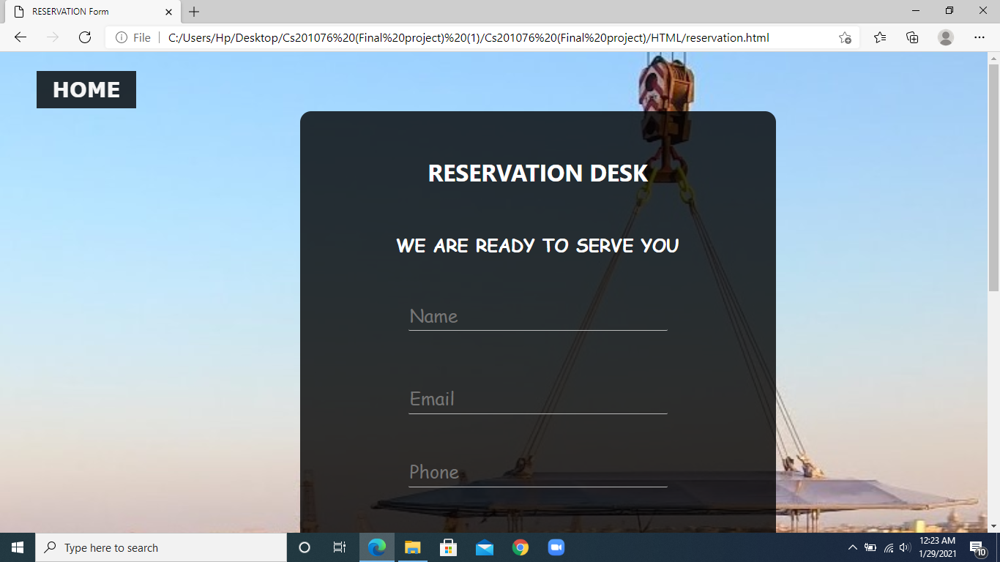 RESERVATION Form
File
C:/Users/Hp/Desktop/Cs201076%20(Final%20project)%20(1)/Cs201076%20(Final%20project)/HTML/reservation.html
HOME
RESERVATION DESK
WE ARE READY TO SERVE YOU
Name
Email
Phone
Type here to search
12:23 AM
1/29/2021
10